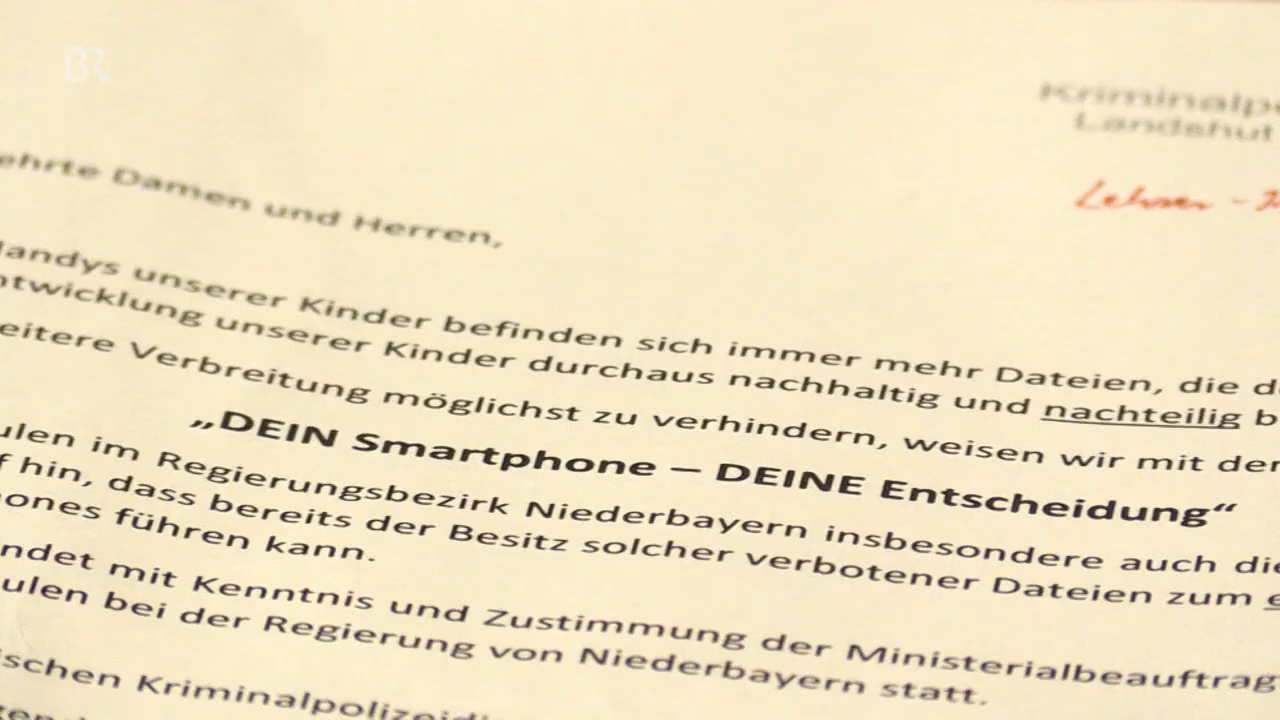 BR
Landshut
ehrte Damen und Herren,
andys unserer Kinder befinden sich immer mehr Dateien, die d
ntwicklung unserer Kinder durchaus nachhaltig und nachteilig b
eitere Verbreitung möglichst zu verhindern, weisen wir mit der
„DEIN Smartphone – DEINE Entscheidung“
ulen im Regierungsbezirk Niederbayern insbesondere auch die
f hin, dass bereits der Besitz solcher verbotener Dateien zum e
ones führen kann.
ndet mit Kenntnis und Zustimmung der Ministerialbeauftrag
ulen bei der Regierung von Niederbayern statt.
ischen Kriminalpolizeidi